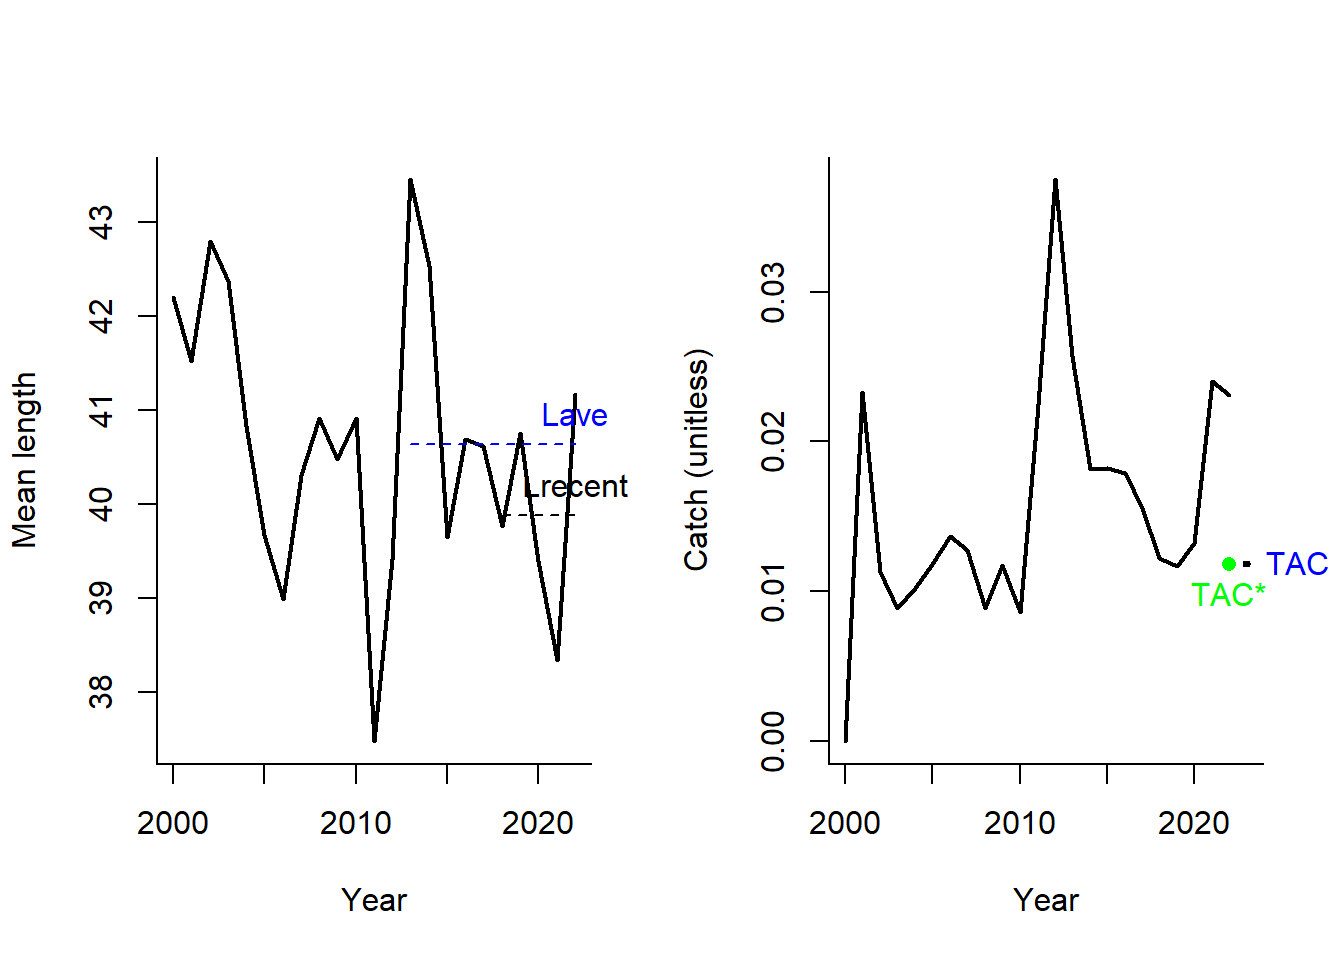 Mean length
43
42
41
40
39
38
Lave
Lrecent
2000
2010
2020
Year
Catch (unitless)
0.03
0.02
0.01
0.00
TAC
TAC*
2000
2010
2020
Year